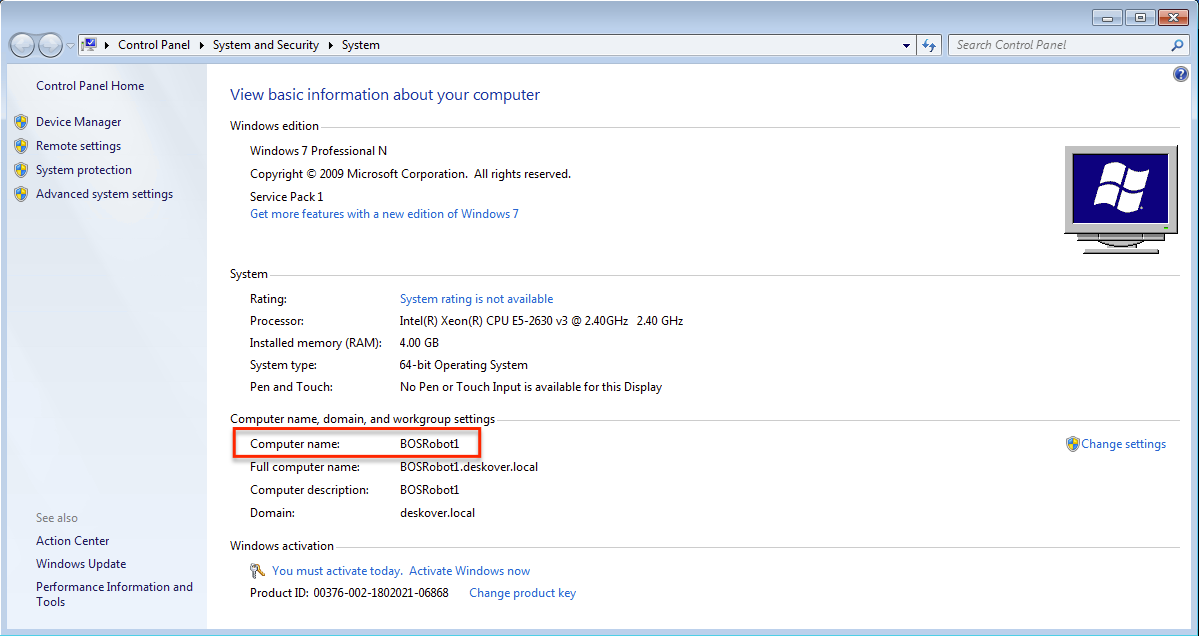 Control Panel ▸ System and Security ▸ System
Search Control Panel
Control Panel Home
Device Manager
Remote settings
System protection
Advanced system settings
See also
Action Center
Windows Update
Performance Information and
Tools
View basic information about your computer
Windows edition
Windows 7 Professional N
Copyright © 2009 Microsoft Corporation. All rights reserved.
Service Pack 1
Get more features with a new edition of Windows 7
System
Rating: System rating is not available
Processor: Intel(R) Xeon(R) CPU E5-2630 v3 @ 2.40GHz 2.40 GHz
Installed memory (RAM): 4.00 GB
System type: 64-bit Operating System
Pen and Touch: No Pen or Touch Input is available for this Display
Computer name, domain, and workgroup settings
Computer name: BOSRobot1 Change settings
Full computer name: BOSRobot1.deskover.local
Computer description: BOSRobot1
Domain: deskover.local
Windows activation
You must activate today. Activate Windows now
Product ID: 00376-002-1802021-06868 Change product key